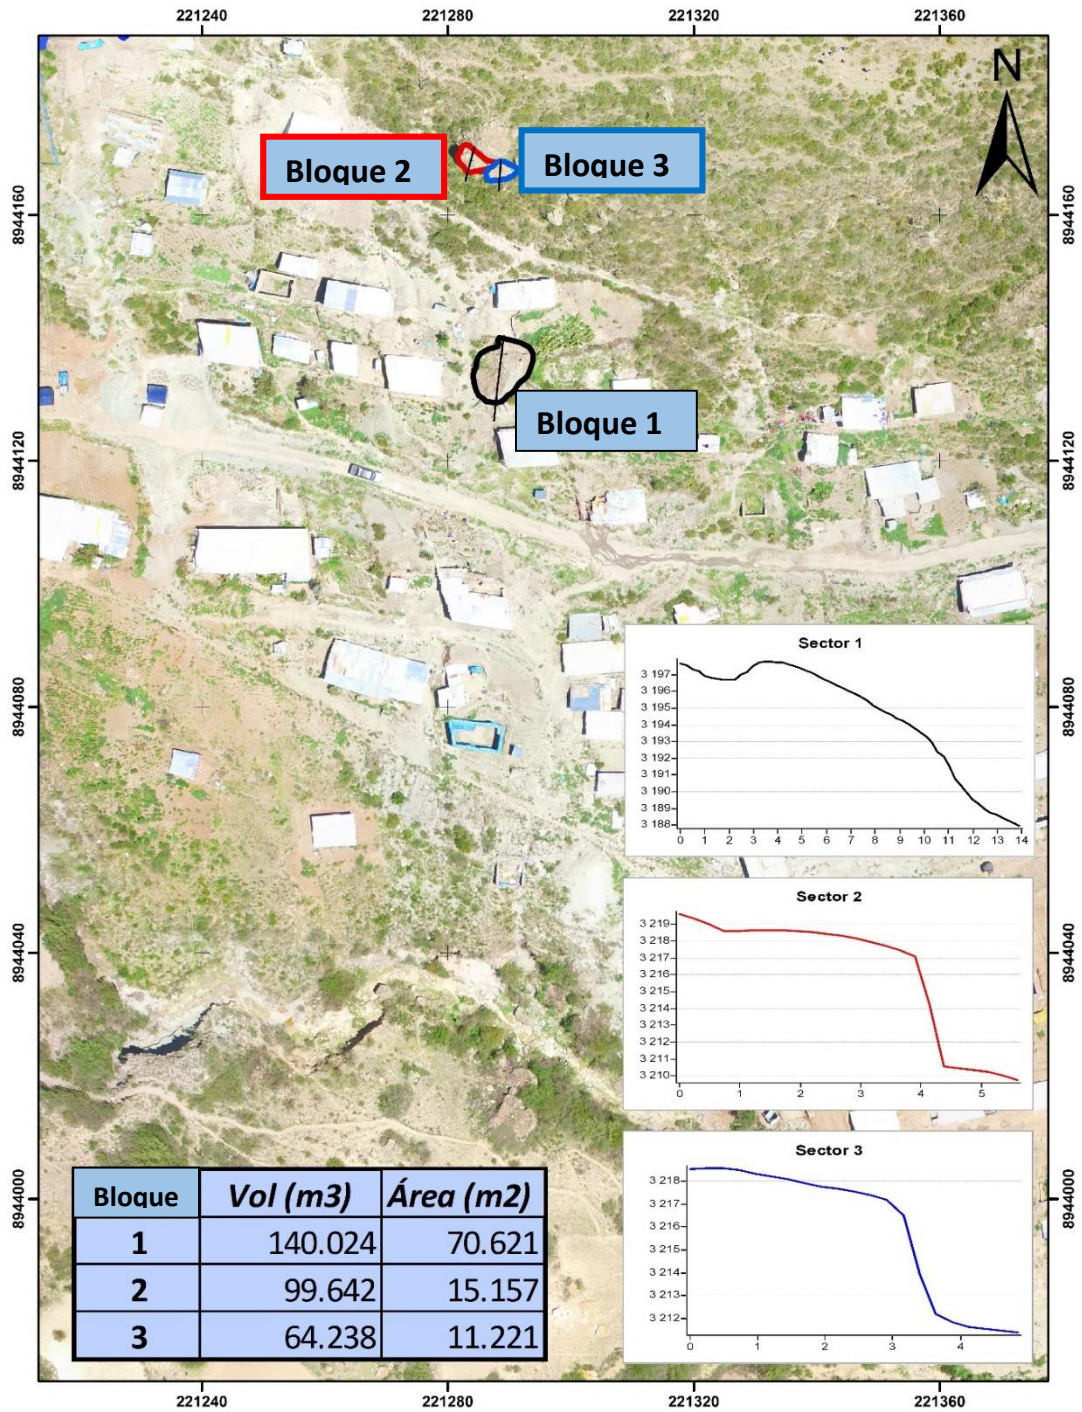 221240 221280 221320 221360
N
Bloque 2
Bloque 3
8944160 8944160
Bloque 1
8944120 8944120
Sector 1
3 197
3 196
3 195
3 194
3 193
3 192
3 191
3 190
3 189
3 188
0 1 2 3 4 5 6 7 8 9 10 11 12 13 14
8944080 8944080
Sector 2
3 219
3 218
3 217
3 216
3 215
3 214
3 213
3 212
3 211
3 210
0 1 2 3 4 5
8944040 8944040
Sector 3
3 218
3 217
3 216
3 215
3 214
3 213
3 212
0 1 2 3 4
8944000 8944000
Bloque Vol (m3) Área (m2)
1 140.024 70.621
2 99.642 15.157
3 64.238 11.221
221240 221280 221320 221360